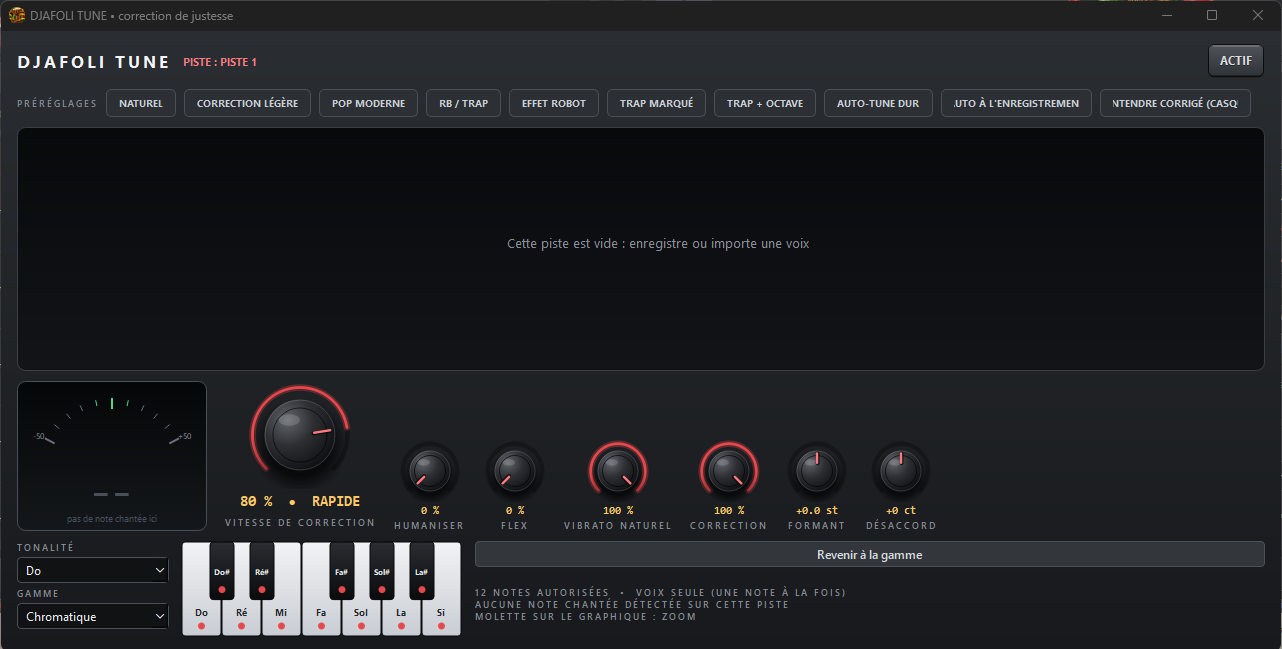 DJAFOLI TUNE • correction de justesse
DJAFOLI TUNE PISTE : PISTE 1 ACTIF
PRÉRÉGLAGES NATUREL CORRECTION LÉGÈRE POP MODERNE RB / TRAP EFFET ROBOT TRAP MARQUÉ TRAP + OCTAVE AUTO-TUNE DUR UTO À L'ENREGISTREMEN NTENDRE CORRIGÉ (CASQ
Cette piste est vide : enregistre ou importe une voix
-50 +50
pas de note chantée ici
80 % • RAPIDE
VITESSE DE CORRECTION
0 % 0 % 100 % 100 % +0.0 st +0 ct
HUMANISER FLEX VIBRATO NATUREL CORRECTION FORMANT DÉSACCORD
TONALITÉ
Do
GAMME
Chromatique
Do# Ré# Fa# Sol# La#
Do Ré Mi Fa Sol La Si
Revenir à la gamme
12 NOTES AUTORISÉES • VOIX SEULE (UNE NOTE À LA FOIS)
AUCUNE NOTE CHANTÉE DÉTECTÉE SUR CETTE PISTE
MOLETTE SUR LE GRAPHIQUE : ZOOM